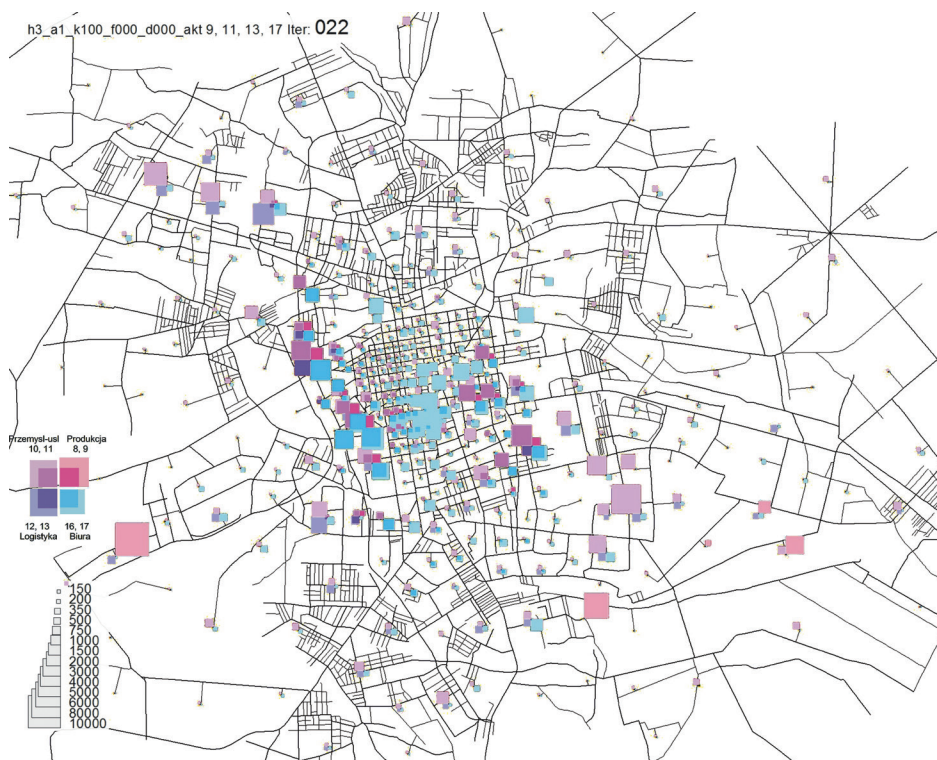 h3_a1_k100_f000_d000_akt 9, 11, 13, 17 Iter: 022
Przemysł-usl Produkcja
10, 11 8, 9
12, 13 16, 17
Logistyka Biura
150
200
350
500
750
1000
1500
2000
3000
4000
5000
6000
8000
10000